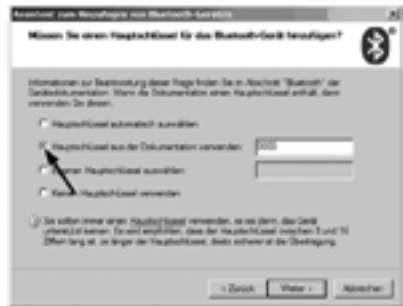 Assistent zum Hinzufügen von Bluetooth-Geräten
Müssen Sie einen Hauptschlüssel für das Bluetooth-Gerät hinzufügen?
Informationen zur Beantwortung dieser Frage finden Sie im Abschnitt "Bluetooth" der
Gerätedokumentation. Wenn die Dokumentation einen Hauptschlüssel enthält, dann
verwenden Sie diesen.
Hauptschlüssel automatisch auswählen
Hauptschlüssel aus der Dokumentation verwenden:
Hauptschlüssel auswählen:
Keinen Hauptschlüssel verwenden
Sie sollten immer einen Hauptschlüssel verwenden, es sei denn, das Gerät
unterstützt keinen. Es wird empfohlen, dass der Hauptschlüssel zwischen 8 und 16
Ziffern lang ist. Je länger der Hauptschlüssel, desto sicherer ist die Übertragung.
< Zurück
Weiter >
Abbrechen